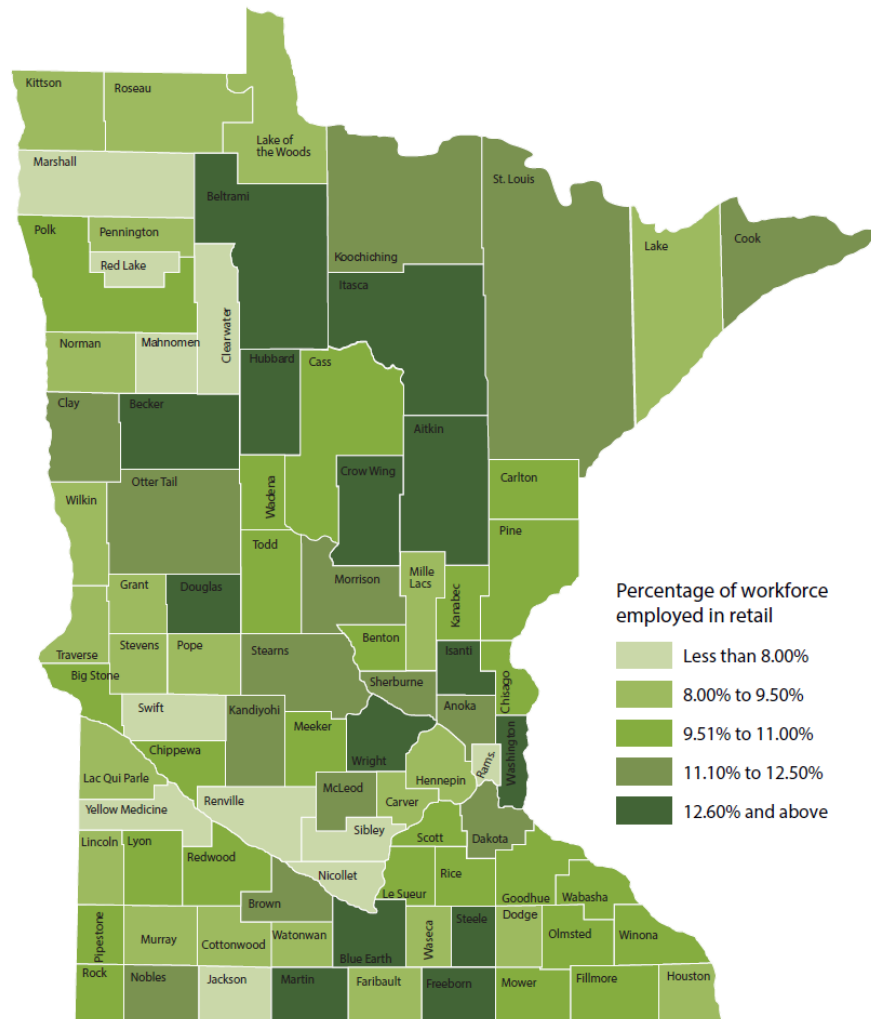 Kittson
Roseau
Lake of
the Woods
Marshall
Beltrami
St. Louis
Polk
Pennington
Red Lake
Koochiching
Lake
Cook
Itasca
Clearwater
Norman
Mahnomen
Hubbard
Cass
Clay
Becker
Aitkin
Otter Tail
Crow Wing
Wadena
Carlton
Wilkin
Pine
Todd
Grant
Douglas
Morrison
Mille
Lacs
Kanabec
Percentage of workforce
employed in retail
Less than 8.00%
8.00% to 9.50%
9.51% to 11.00%
11.10% to 12.50%
12.60% and above
Traverse
Stevens
Pope
Stearns
Benton
Isanti
Big Stone
Sherburne
Chisago
Swift
Kandiyohi
Anoka
Meeker
Chippewa
Wright
Rams.
Washington
Lac Qui Parle
Hennepin
McLeod
Carver
Yellow Medicine
Renville
Sibley
Scott
Dakota
Lincoln
Lyon
Redwood
Nicollet
Le Sueur
Rice
Goodhue
Wabasha
Brown
Pipestone
Murray
Cottonwood
Watonwan
Blue Earth
Waseca
Steele
Dodge
Olmsted
Winona
Rock
Nobles
Jackson
Martin
Faribault
Freeborn
Mower
Fillmore
Houston